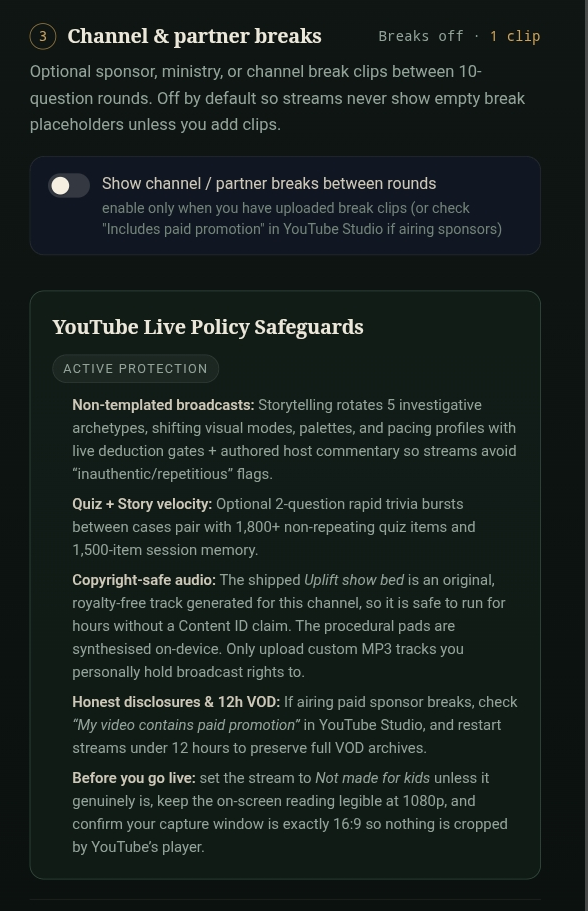 3 Channel & partner breaks Breaks off · 1 clip
Optional sponsor, ministry, or channel break clips between 10-
question rounds. Off by default so streams never show empty break
placeholders unless you add clips.
Show channel / partner breaks between rounds
enable only when you have uploaded break clips (or check
"Includes paid promotion" in YouTube Studio if airing sponsors)
YouTube Live Policy Safeguards
ACTIVE PROTECTION
Non-templated broadcasts: Storytelling rotates 5 investigative
archetypes, shifting visual modes, palettes, and pacing profiles with
live deduction gates + authored host commentary so streams avoid
“inauthentic/repetitious” flags.
Quiz + Story velocity: Optional 2-question rapid trivia bursts
between cases pair with 1,800+ non-repeating quiz items and
1,500-item session memory.
Copyright-safe audio: The shipped Uplift show bed is an original,
royalty-free track generated for this channel, so it is safe to run for
hours without a Content ID claim. The procedural pads are
synthesised on-device. Only upload custom MP3 tracks you
personally hold broadcast rights to.
Honest disclosures & 12h VOD: If airing paid sponsor breaks, check
“My video contains paid promotion” in YouTube Studio, and restart
streams under 12 hours to preserve full VOD archives.
Before you go live: set the stream to Not made for kids unless it
genuinely is, keep the on-screen reading legible at 1080p, and
confirm your capture window is exactly 16:9 so nothing is cropped
by YouTube’s player.